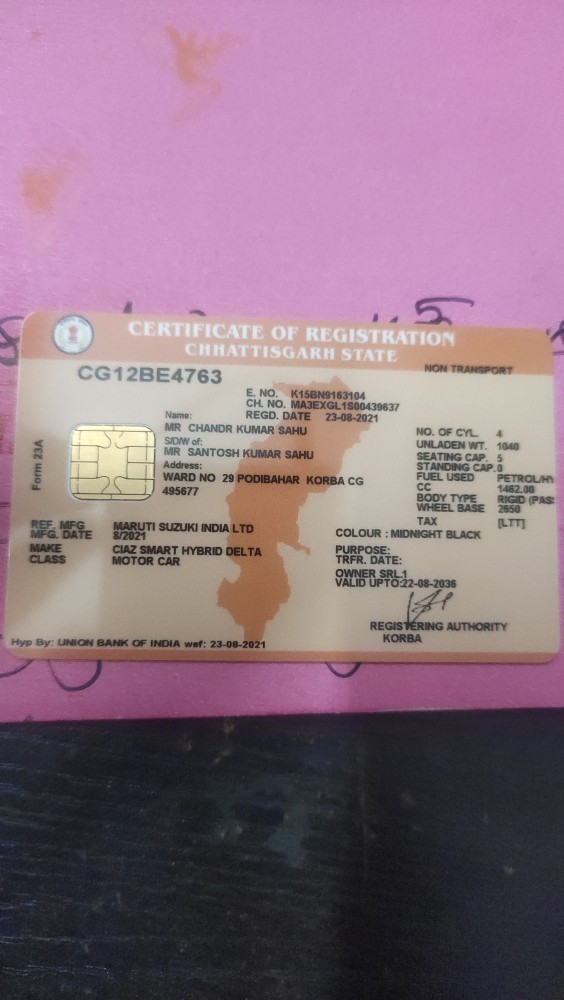 CERTIFICATE OF REGISTRATION
CHHATTISGARH STATE
NON TRANSPORT
CG12BE4763
E. NO. K15BN9163104
CH. NO. MA3EXGL1S00439637
REGD. DATE 23-08-2021
Form 23A
Name:
MR CHANDR KUMAR SAHU
S/D/W of:
MR SANTOSH KUMAR SAHU
Address:
WARD NO 29 PODIBAHAR KORBA CG
495677
NO. OF CYL. 4
UNLADEN WT. 1040
SEATING CAP. 5
STANDING CAP. 0
FUEL USED PETROL/HY
CC 1462.00
BODY TYPE RIGID (PAS
WHEEL BASE 2650
TAX [LTT]
REF. MFG MARUTI SUZUKI INDIA LTD
MFG. DATE 8/2021
MAKE CIAZ SMART HYBRID DELTA
CLASS MOTOR CAR
COLOUR : MIDNIGHT BLACK
PURPOSE:
TRFR. DATE:
OWNER SRL.1
VALID UPTO:22-08-2036
REGISTERING AUTHORITY
KORBA
Hyp By: UNION BANK OF INDIA wef: 23-08-2021